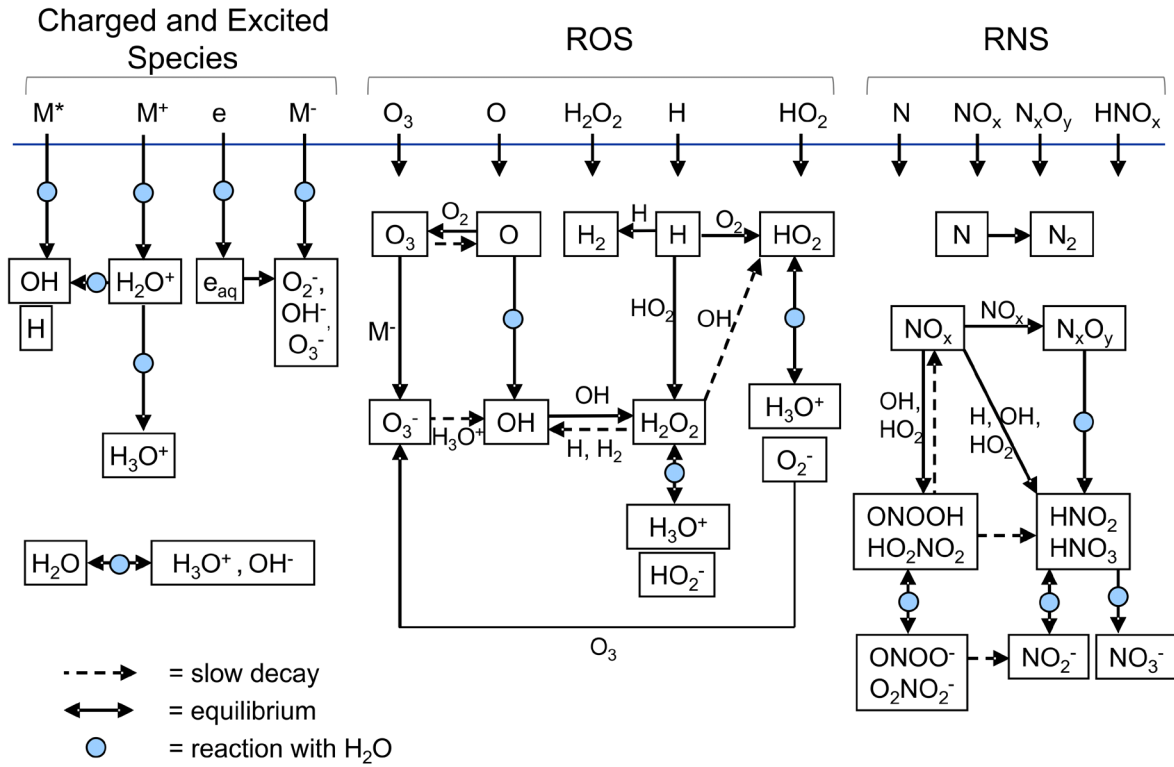 Charged and Excited
Species
ROS
RNS
M*
M⁺
e
M⁻
O₃
O
H₂O₂
H
HO₂
N
NOₓ
NₓOᵧ
HNOₓ
OH
H
H₂O⁺
e_aq
O₂⁻,
OH⁻,
O₃⁻
H₃O⁺
H₂O
H₃O⁺ , OH⁻
O₃
O₂
O
H₂
H
H
O₂
HO₂
M⁻
HO₂
OH
O₃⁻
H₃O⁺
OH
OH
H, H₂
H₂O₂
H₃O⁺
O₂⁻
H₃O⁺
HO₂⁻
O₃
N
N₂
NOₓ
NOₓ
NₓOᵧ
OH,
HO₂
H, OH,
HO₂
ONOOH
HO₂NO₂
HNO₂
HNO₃
ONOO⁻
O₂NO₂⁻
NO₂⁻
NO₃⁻
= slow decay
= equilibrium
= reaction with H₂O